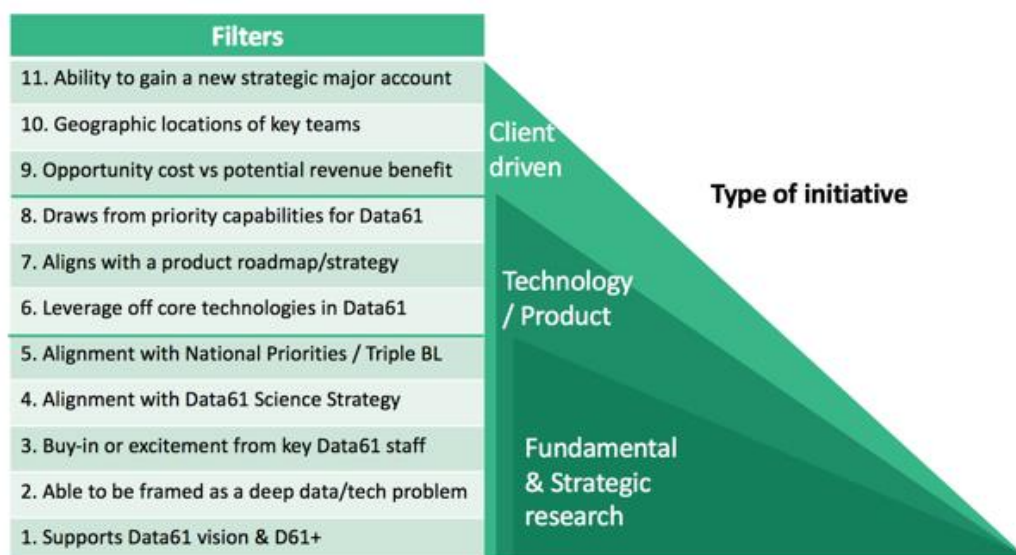 Filters
11. Ability to gain a new strategic major account
10. Geographic locations of key teams
9. Opportunity cost vs potential revenue benefit
8. Draws from priority capabilities for Data61
7. Aligns with a product roadmap/strategy
6. Leverage off core technologies in Data61
5. Alignment with National Priorities / Triple BL
4. Alignment with Data61 Science Strategy
3. Buy-in or excitement from key Data61 staff
2. Able to be framed as a deep data/tech problem
1. Supports Data61 vision & D61+
Client
driven
Type of initiative
Technology
/ Product
Fundamental
& Strategic
research